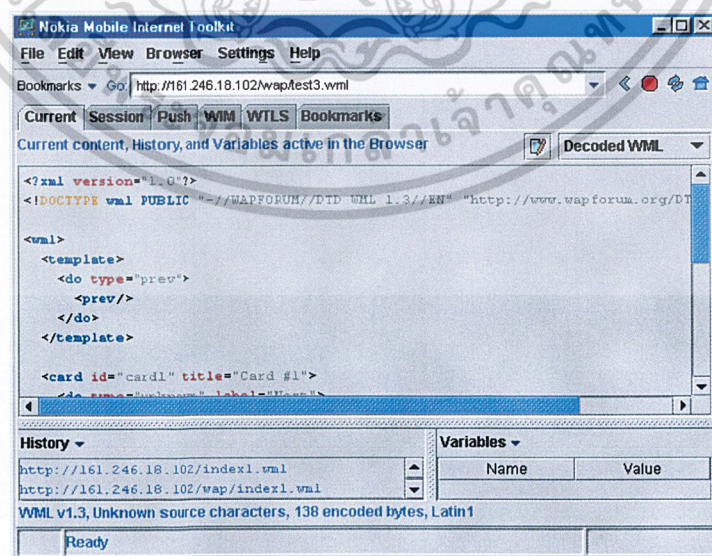 Nokia Mobile Internet Toolkit
File Edit View Browser Settings Help
Bookmarks Go: http://161.246.18.102/wap/test3.wml
Current Session Push WIM WTLS Bookmarks
Current content, History, and Variables active in the Browser Decoded WML
<?xml version="1.0"?>
<!DOCTYPE wml PUBLIC "-//WAPFORUM//DTD WML 1.3//EN" "http://www.wapforum.org/DT
<wml>
<template>
<do type="prev">
<prev/>
</do>
</template>
<card id="card1" title="Card #1">
<do type="unknown" label="Next">
History Variables
http://161.246.18.102/index1.wml Name Value
http://161.246.18.102/wap/index1.wml
WML v1.3, Unknown source characters, 138 encoded bytes, Latin1
Ready